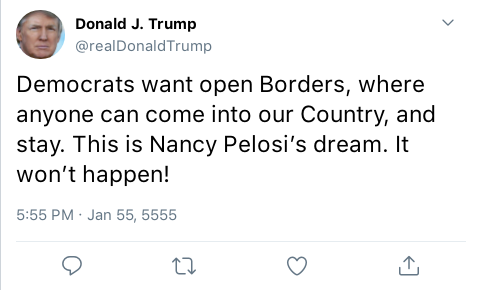 Donald J. Trump
@realDonaldTrump
Democrats want open Borders, where
anyone can come into our Country, and
stay. This is Nancy Pelosi’s dream. It
won’t happen!
5:55 PM · Jan 55, 5555